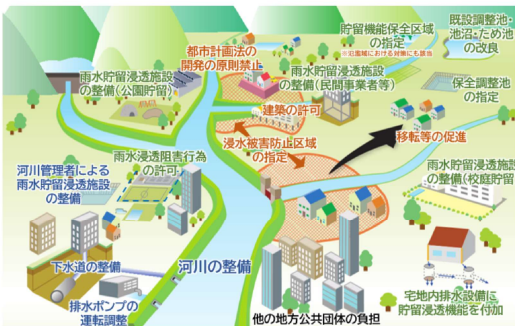 貯留機能保全区域
の指定
※氾濫域における対策にも該当
既設調整池・
池沼・ため池
の改良
都市計画法の
開発の原則禁止
雨水貯留浸透施設
の整備(公園貯留)
雨水貯留浸透施設
の整備(民間事業者等)
保全調整池
の指定
建築の許可
浸水被害防止区域
の指定
移転等の促進
雨水浸透阻害行為
の許可
河川管理者による
雨水貯留浸透施設
の整備
雨水貯留浸透施設
の整備(校庭貯留
下水道の整備
河川の整備
排水ポンプの
運転調整
他の地方公共団体の負担
宅地内排水設備に
貯留浸透機能を付加